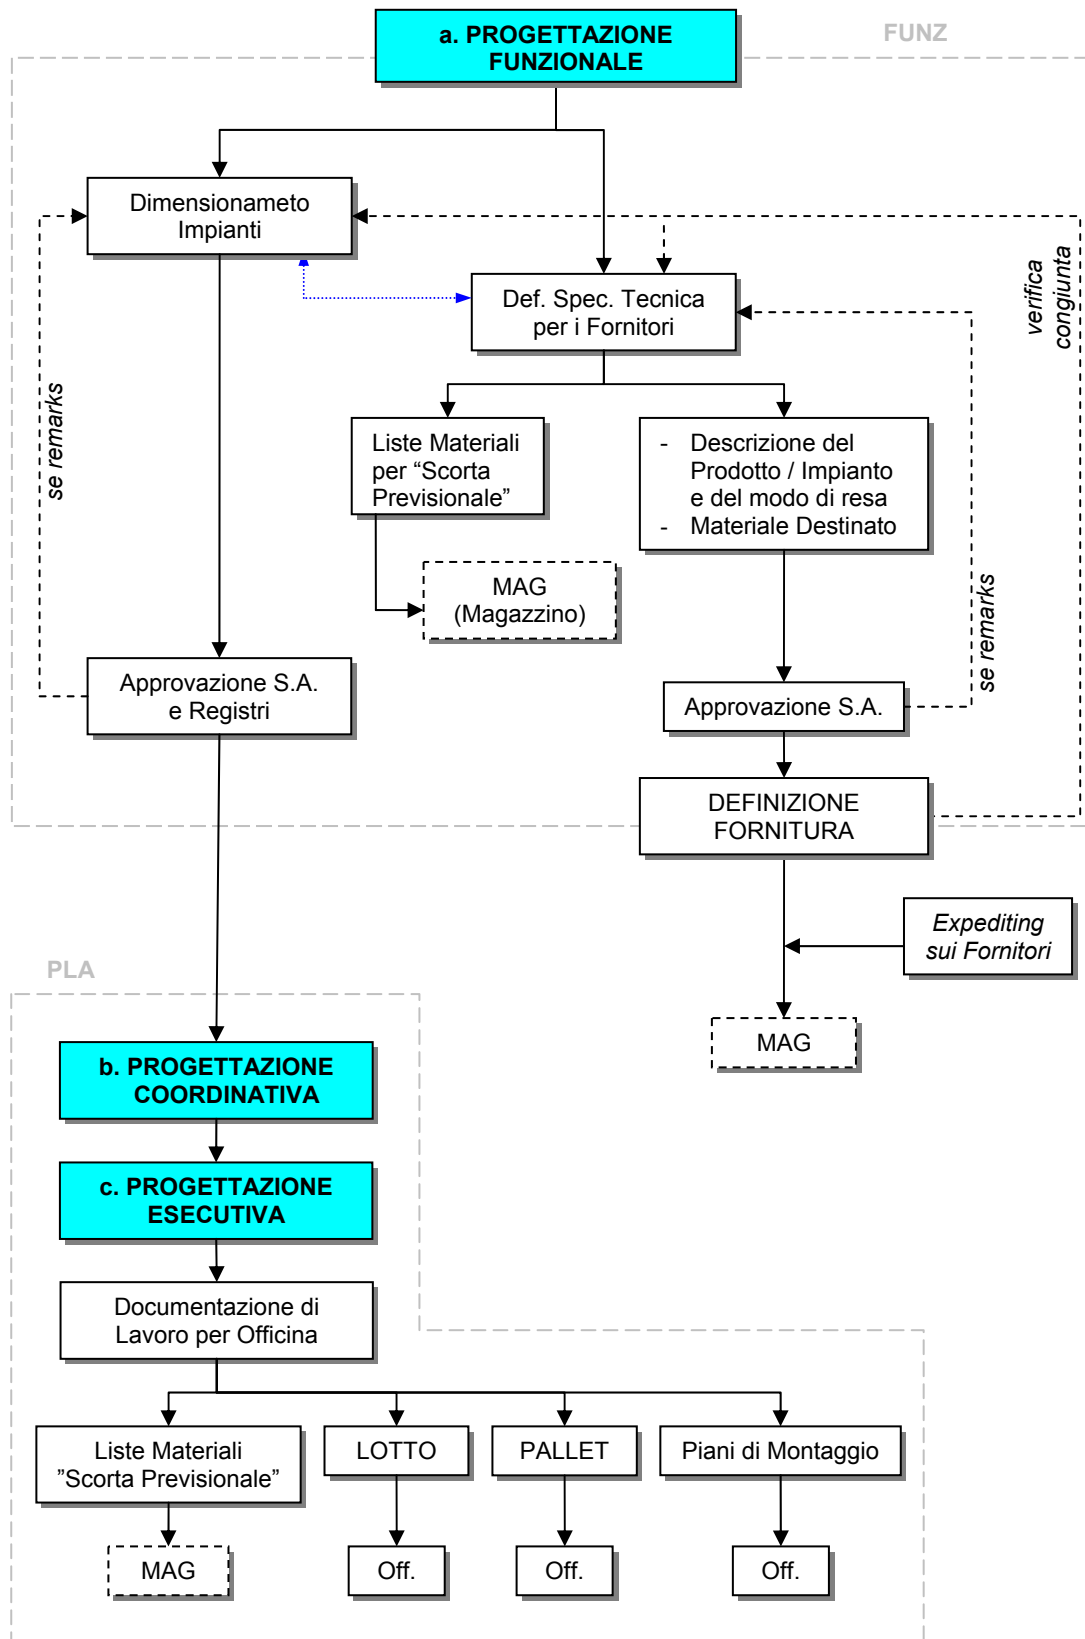 a. PROGETTAZIONE
FUNZIONALE
FUNZ
Dimensionameto
Impianti
Def. Spec. Tecnica
per i Fornitori
verifica
congiunta
se remarks
Liste Materiali
per “Scorta
Previsionale”
- Descrizione del
Prodotto / Impianto
e del modo di resa
- Materiale Destinato
MAG
(Magazzino)
se remarks
Approvazione S.A.
e Registri
Approvazione S.A.
DEFINIZIONE
FORNITURA
Expediting
sui Fornitori
PLA
MAG
b. PROGETTAZIONE
COORDINATIVA
c. PROGETTAZIONE
ESECUTIVA
Documentazione di
Lavoro per Officina
Liste Materiali
”Scorta Previsionale”
LOTTO
PALLET
Piani di Montaggio
MAG
Off.
Off.
Off.